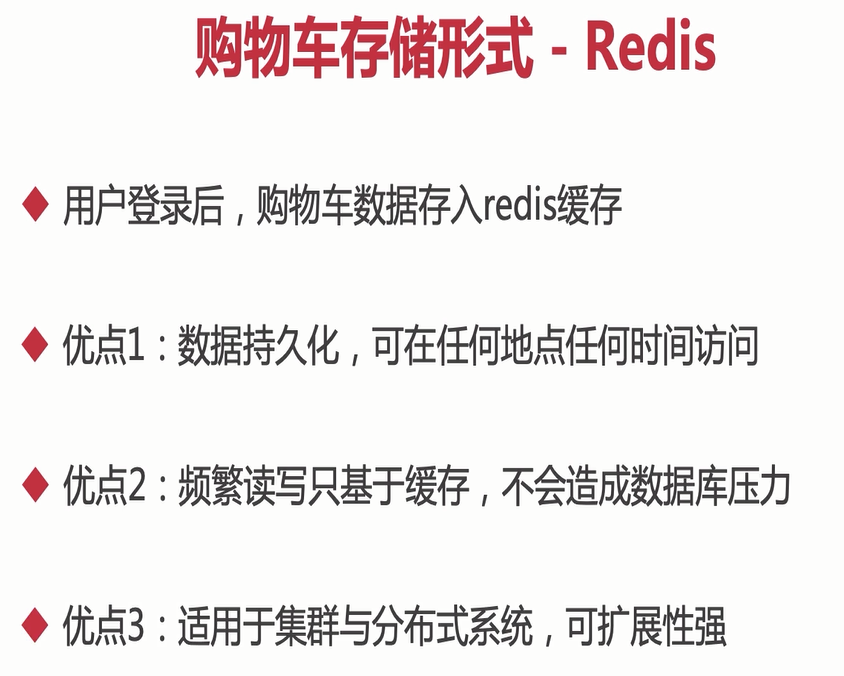 购物车存储形式 - Redis
用户登录后，购物车数据存入redis缓存
优点1：数据持久化，可在任何地点任何时间访问
优点2：频繁读写只基于缓存，不会造成数据库压力
优点3：适用于集群与分布式系统，可扩展性强